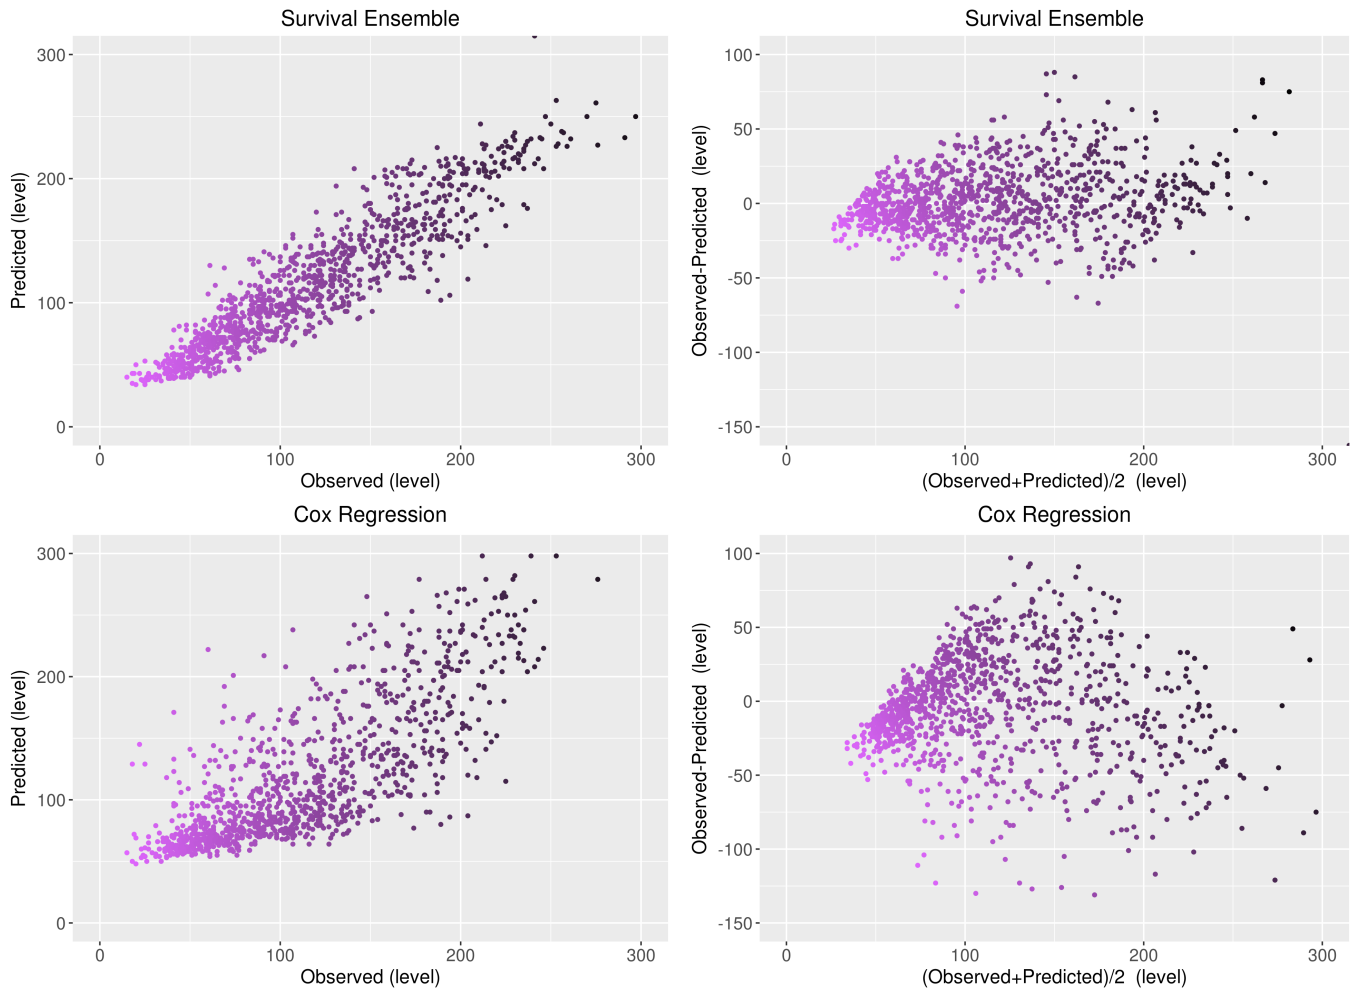 Survival Ensemble
Predicted (level)
300
200
100
0
0 100 200 300
Observed (level)
Survival Ensemble
Observed-Predicted (level)
100
50
0
-50
-100
-150
0 100 200 300
(Observed+Predicted)/2 (level)
Cox Regression
Predicted (level)
300
200
100
0
0 100 200 300
Observed (level)
Cox Regression
Observed-Predicted (level)
100
50
0
-50
-100
-150
0 100 200 300
(Observed+Predicted)/2 (level)